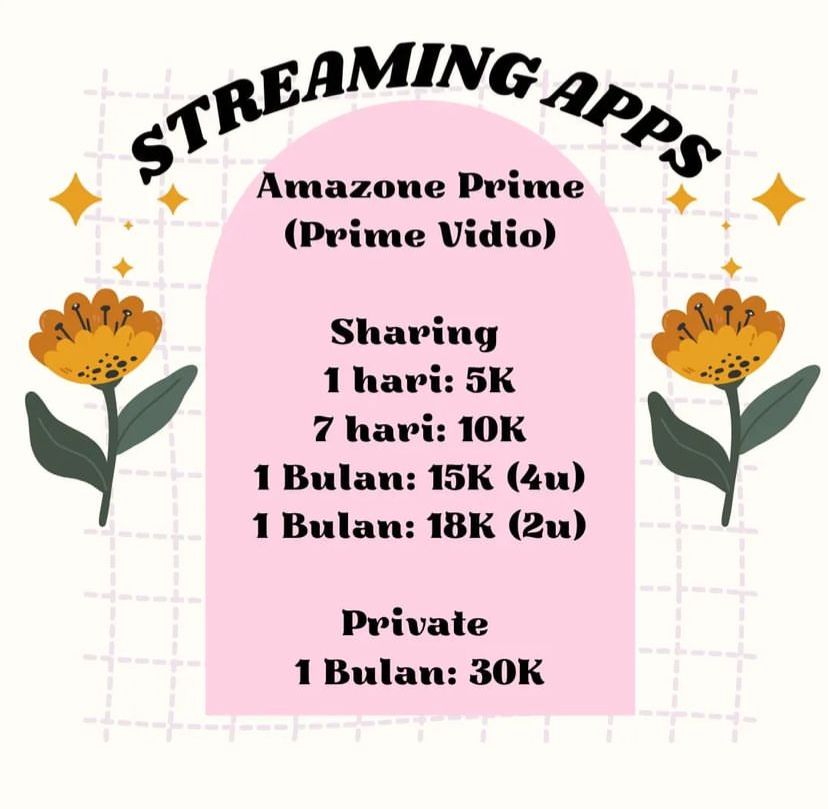 STREAMING APPS
Amazone Prime
(Prime Vidio)
Sharing
1 hari: 5K
7 hari: 10K
1 Bulan: 15K (4u)
1 Bulan: 18K (2u)
Private
1 Bulan: 30K